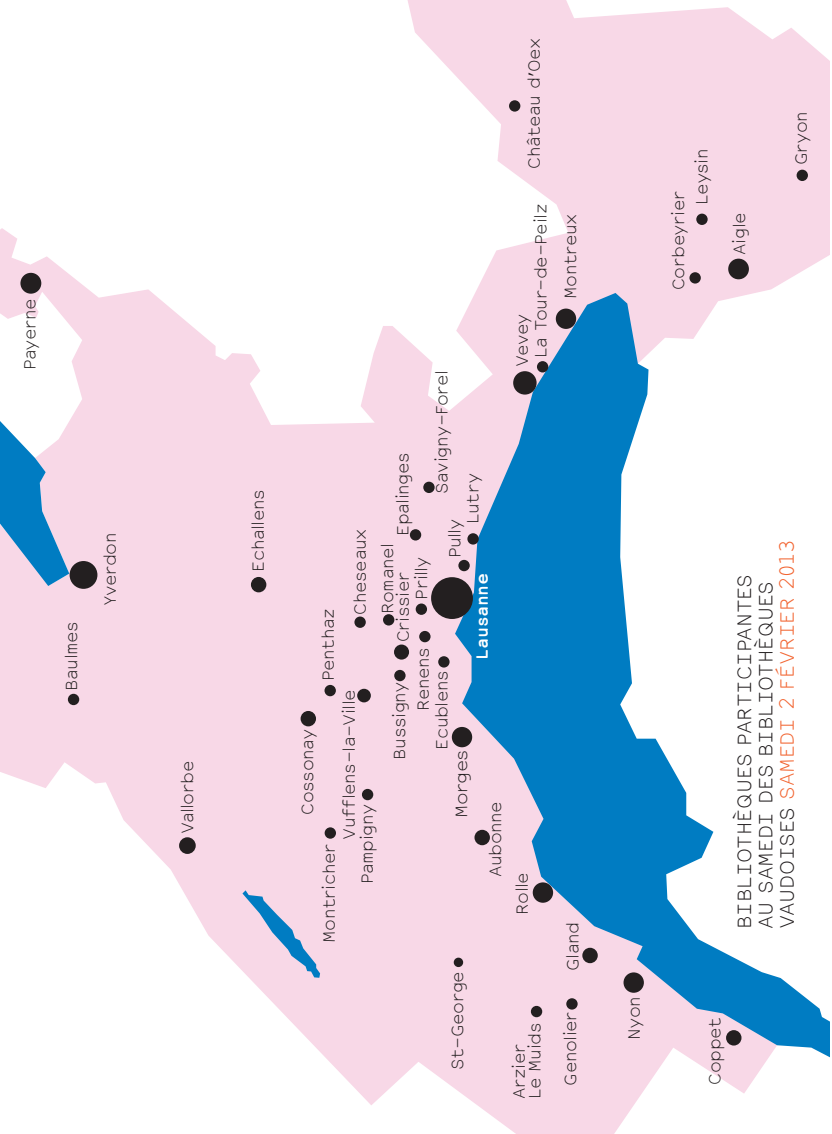 Payerne
Yverdon
Baulmes
Vallorbe
Echallens
Penthaz
Cheseaux
Romanel
Crissier
Prilly
Epalinges
Savigny–Forel
Pully
Lutry
Lausanne
Vevey
La Tour–de–Peilz
Montreux
Château d'Oex
Corbeyrier
Leysin
Aigle
Gryon
Cossonay
Vufflens–la–Ville
Bussigny
Renens
Ecublens
Morges
Montricher
Pampigny
Aubonne
Rolle
St–George
Gland
Arzier
Le Muids
Genolier
Nyon
Coppet
BIBLIOTHÈQUES PARTICIPANTES
AU SAMEDI DES BIBLIOTHÈQUES
VAUDOISES SAMEDI 2 FÉVRIER 2013